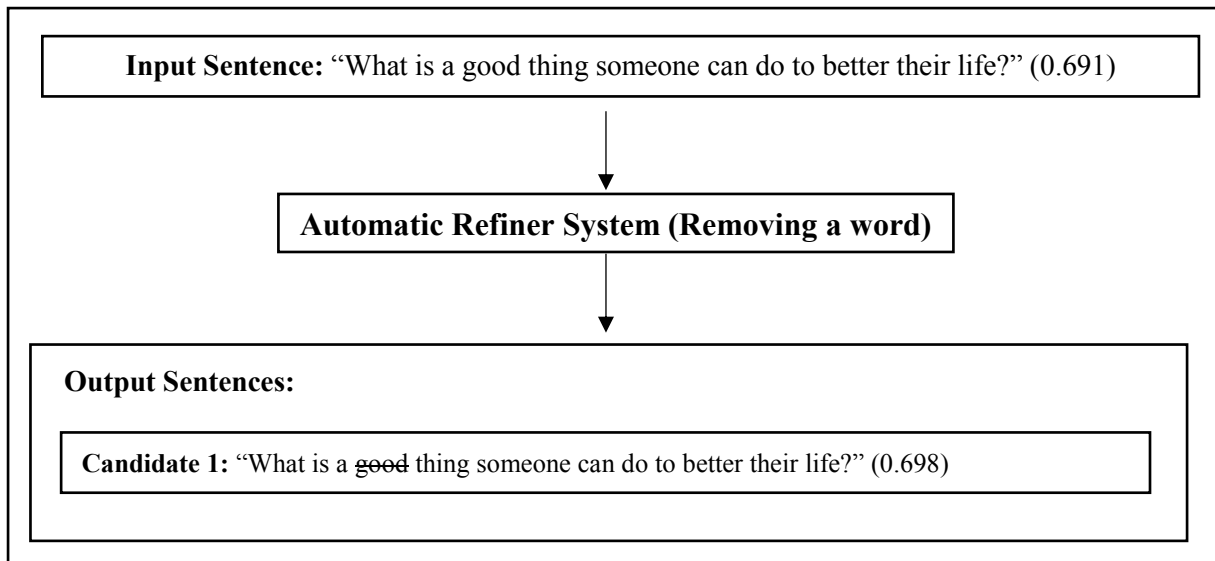 Input Sentence: “What is a good thing someone can do to better their life?” (0.691)
Automatic Refiner System (Removing a word)
Output Sentences:
Candidate 1: “What is a good thing someone can do to better their life?” (0.698)